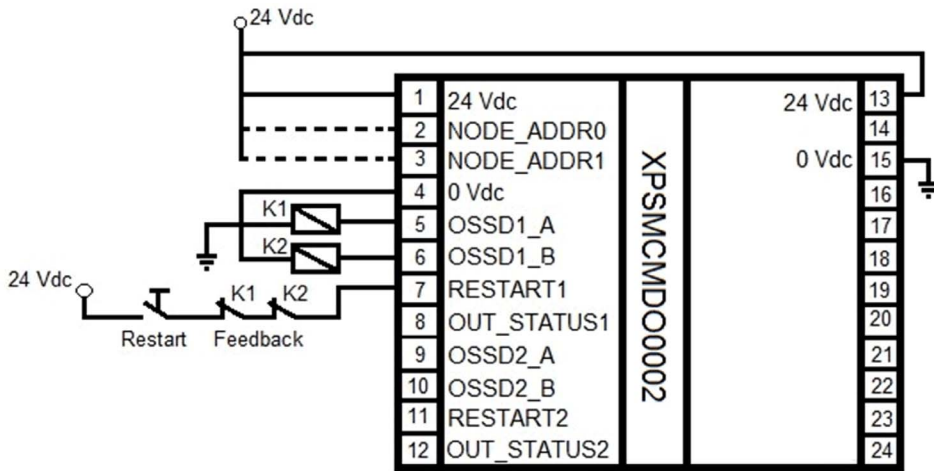 24 Vdc
1 24 Vdc
2 NODE_ADDR0
3 NODE_ADDR1
4 0 Vdc
5 OSSD1_A
6 OSSD1_B
7 RESTART1
8 OUT_STATUS1
9 OSSD2_A
10 OSSD2_B
11 RESTART2
12 OUT_STATUS2
K1
K2
24 Vdc
K1 K2
Restart Feedback
XPSMCMDO0002
24 Vdc 13
14
0 Vdc 15
16
17
18
19
20
21
22
23
24